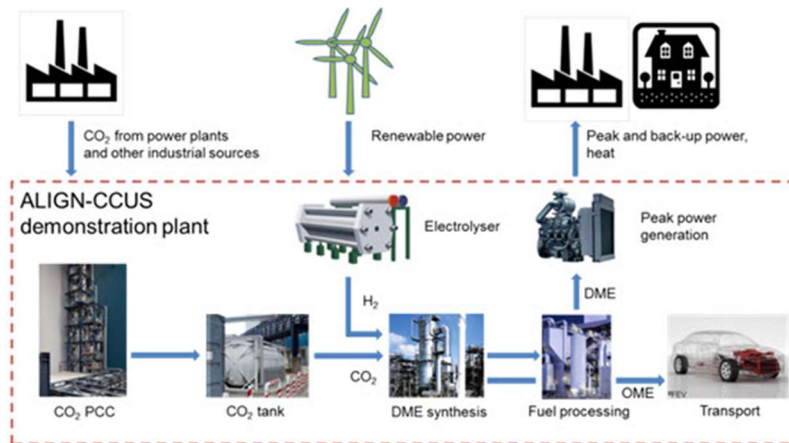 CO₂ from power plants
and other industrial sources
Renewable power
Peak and back-up power,
heat
ALIGN-CCUS
demonstration plant
Electrolyser
Peak power
generation
H₂
DME
CO₂
OME
FEV
CO₂ PCC
CO₂ tank
DME synthesis
Fuel processing
Transport